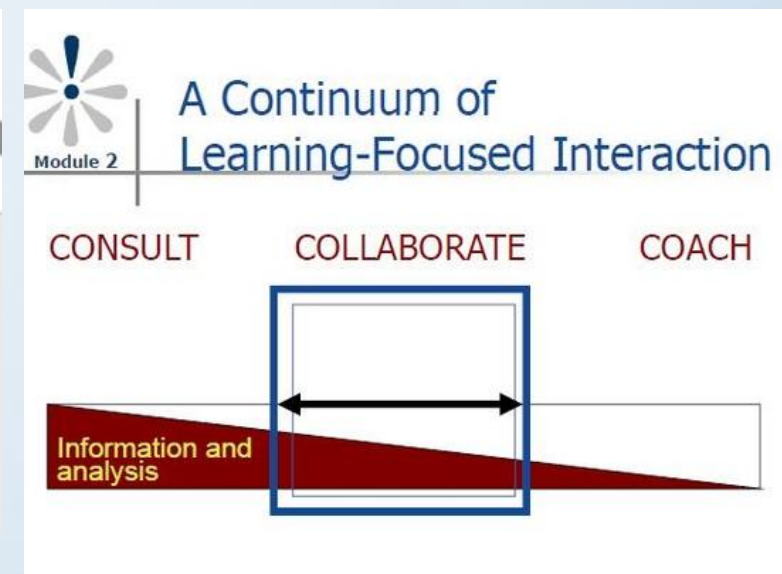 A Continuum of
Learning-Focused Interaction
Module 2
CONSULT COLLABORATE COACH
Information and
analysis